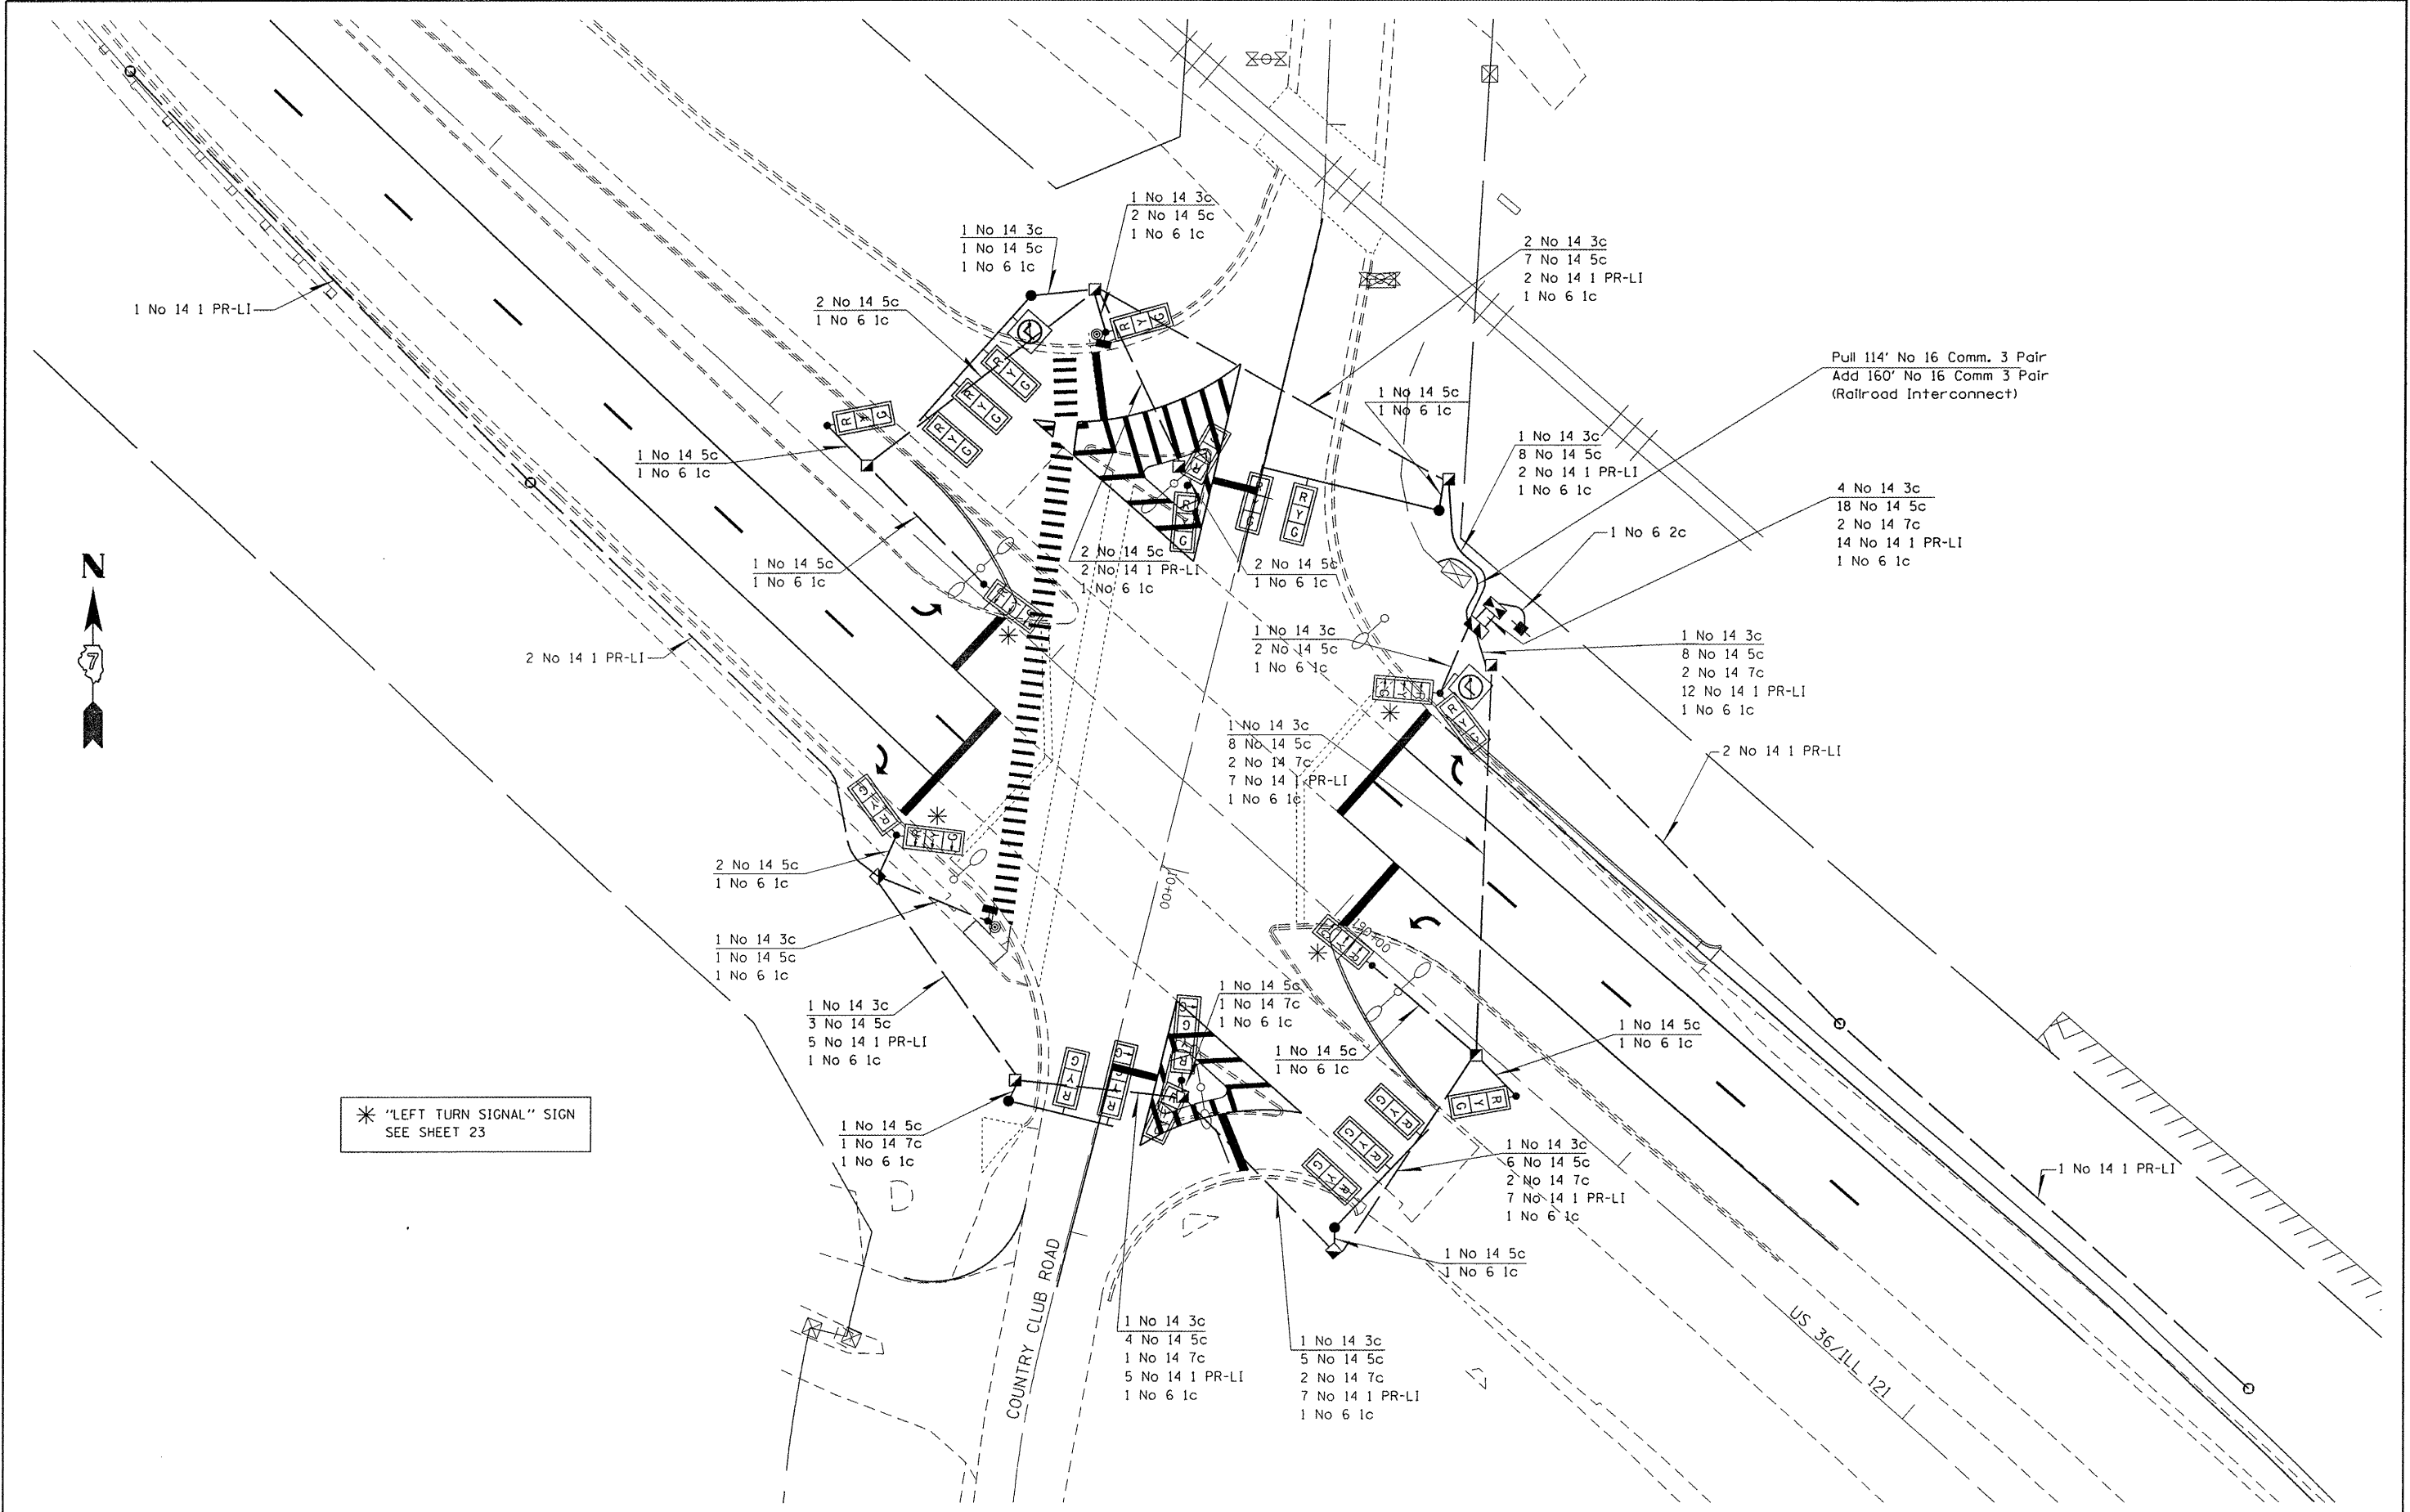 1 No 14 3c
2 No 14 5c
1 No 6 1c
1 No 14 3c
1 No 14 5c
1 No 6 1c
2 No 14 3c
7 No 14 5c
2 No 14 1 PR-LI
1 No 6 1c
1 No 14 1 PR-LI
2 No 14 5c
1 No 6 1c
R Y G
R Y G
R Y G
R Y G
Pull 114' No 16 Comm. 3 Pair
Add 160' No 16 Comm 3 Pair
(Railroad Interconnect)
1 No 14 5c
1 No 6 1c
1 No 14 3c
8 No 14 5c
2 No 14 1 PR-LI
1 No 6 1c
1 No 14 5c
1 No 6 1c
4 No 14 3c
18 No 14 5c
2 No 14 7c
14 No 14 1 PR-LI
1 No 6 1c
R Y G
1 No 6 2c
N
7
1 No 14 5c
1 No 6 1c
2 No 14 5c
2 No 14 1 PR-LI
1 No 6 1c
2 No 14 5c
1 No 6 1c
1 No 14 3c
2 No 14 5c
1 No 6 1c
1 No 14 3c
8 No 14 5c
2 No 14 7c
12 No 14 1 PR-LI
1 No 6 1c
2 No 14 1 PR-LI
R Y G
1 No 14 3c
8 No 14 5c
2 No 14 7c
7 No 14 1 PR-LI
1 No 6 1c
2 No 14 1 PR-LI
R Y G
2 No 14 5c
1 No 6 1c
10+00
190+00
1 No 14 3c
1 No 14 5c
1 No 6 1c
1 No 14 3c
3 No 14 5c
5 No 14 1 PR-LI
1 No 6 1c
1 No 14 5c
1 No 14 7c
1 No 6 1c
1 No 14 5c
1 No 6 1c
1 No 14 5c
1 No 6 1c
R Y G
R Y G
R Y G
R Y G
R Y G
"LEFT TURN SIGNAL" SIGN
SEE SHEET 23
1 No 14 5c
1 No 14 7c
1 No 6 1c
1 No 14 3c
6 No 14 5c
2 No 14 7c
7 No 14 1 PR-LI
1 No 6 1c
1 No 14 1 PR-LI
1 No 14 5c
1 No 6 1c
COUNTRY CLUB ROAD
1 No 14 3c
4 No 14 5c
1 No 14 7c
5 No 14 1 PR-LI
1 No 6 1c
1 No 14 3c
5 No 14 5c
2 No 14 7c
7 No 14 1 PR-LI
1 No 6 1c
US 36/ILL 121